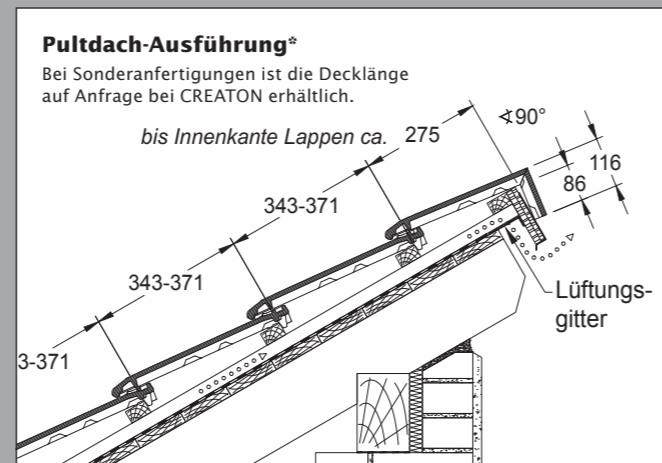 Pultdach-Ausführung*
Bei Sonderanfertigungen ist die Decklänge
auf Anfrage bei CREATON erhältlich.
bis Innenkante Lappen ca. 275
∢90°
116
86
343-371
343-371
3-371
Lüftungs-
gitter